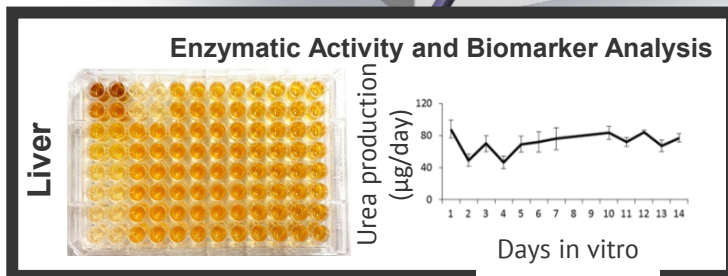 Enzymatic Activity and Biomarker Analysis
Liver
Urea production
(µg/day)
120
80
40
0
1 2 3 4 5 6 7 8 9 10 11 12 13 14
Days in vitro